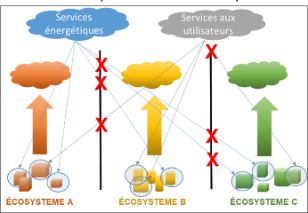 Services
énergétiques
Services aux
utilisateurs
X
X
X
X
X
X
ÉCOSYSTEME A
ÉCOSYSTEME B
ÉCOSYSTEME C